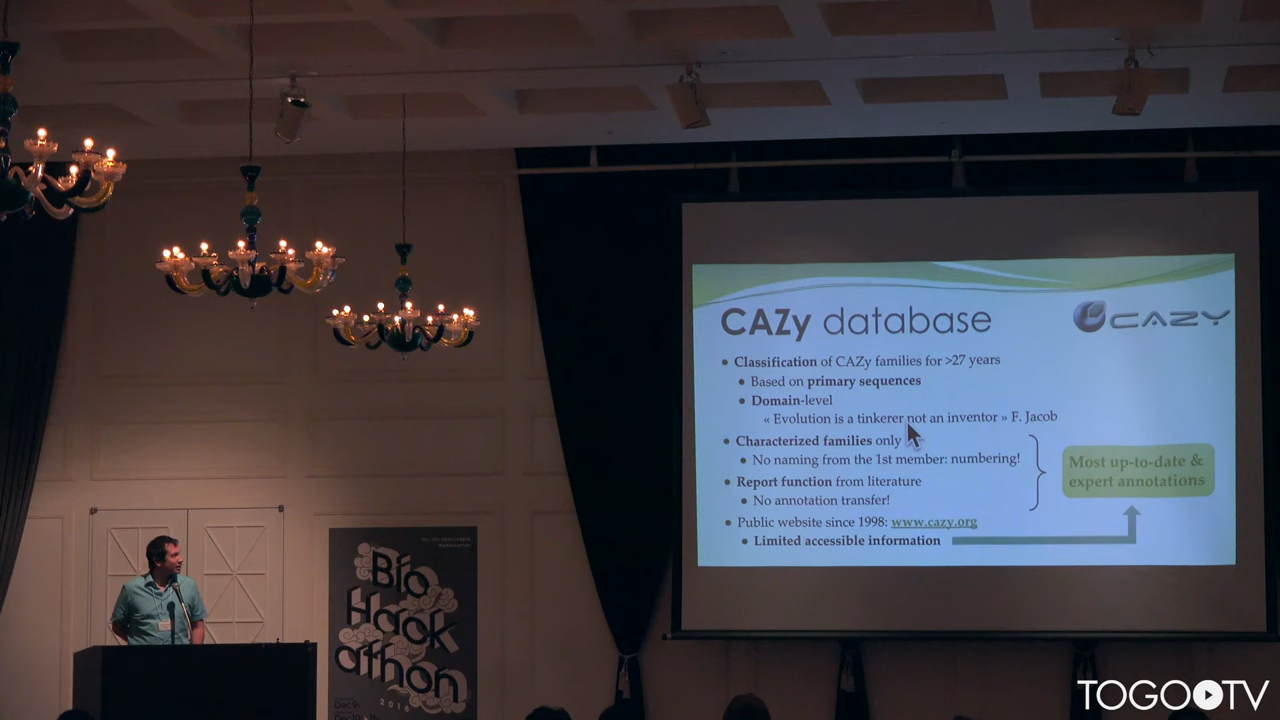 CAZy database
CAZY
• Classification of CAZy families for >27 years
• Based on primary sequences
• Domain-level
« Evolution is a tinkerer not an inventor » F. Jacob
• Characterized families only
• No naming from the 1st member: numbering!
• Report function from literature
• No annotation transfer!
• Public website since 1998: www.cazy.org
• Limited accessible information
Most up-to-date &
expert annotations
Bio
Hack
athon
TOGO TV